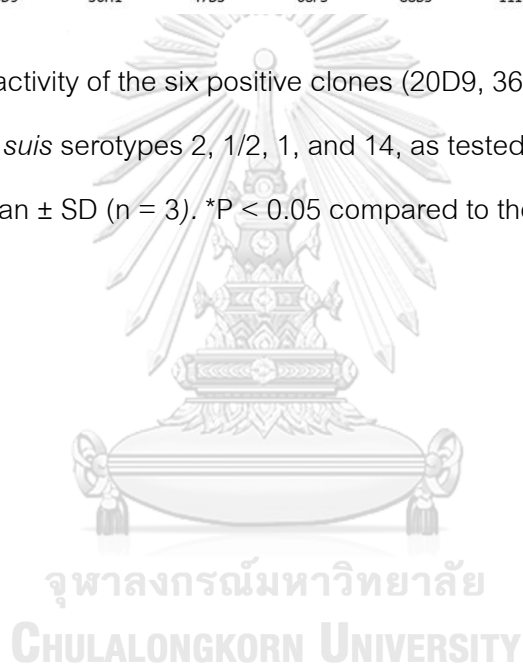 activity of the six positive clones (20D9, 36
suis serotypes 2, 1/2, 1, and 14, as tested
an ± SD (n = 3). *P < 0.05 compared to the
จุฬาลงกรณ์มหาวิทยาลัย
CHULALONGKORN UNIVERSITY